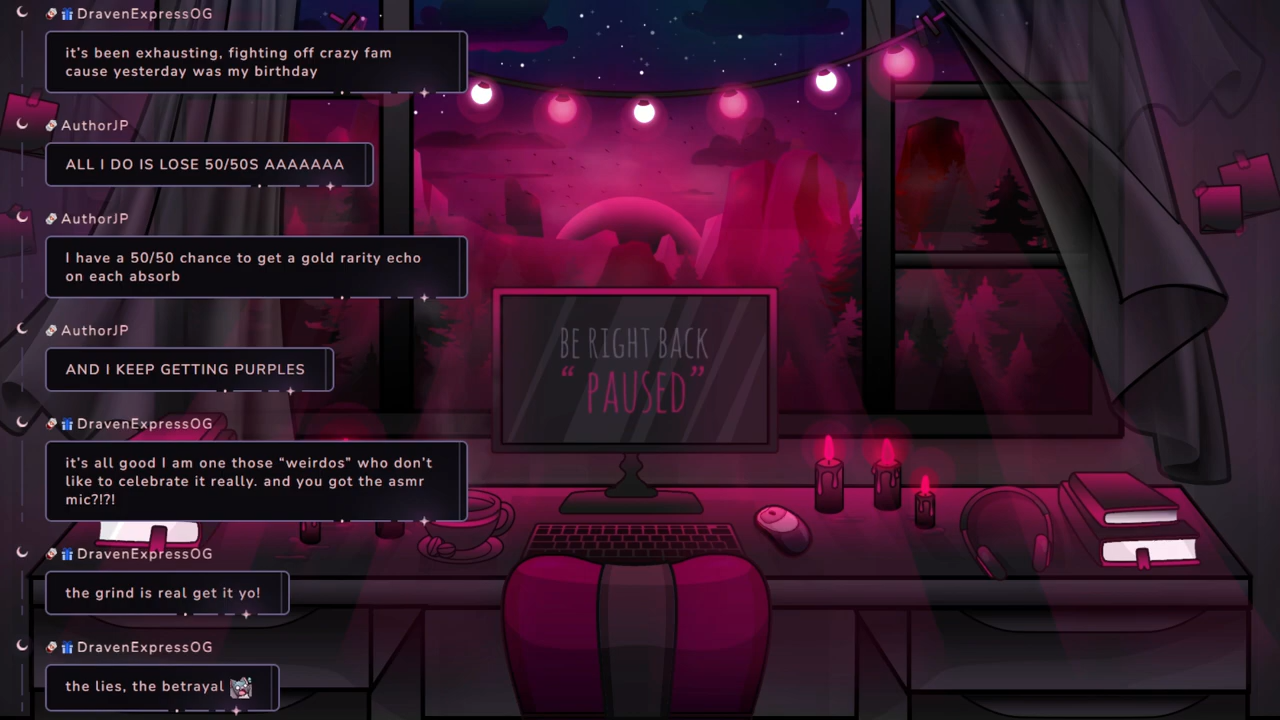 DravenExpressOG
it's been exhausting, fighting off crazy fam
cause yesterday was my birthday
AuthorJP
ALL I DO IS LOSE 50/50S AAAAAAA
AuthorJP
I have a 50/50 chance to get a gold rarity echo
on each absorb
AuthorJP
AND I KEEP GETTING PURPLES
DravenExpressOG
it's all good I am one those “weirdos” who don't
like to celebrate it really. and you got the asmr
mic?!?!
DravenExpressOG
the grind is real get it yo!
DravenExpressOG
the lies, the betrayal
BE RIGHT BACK
“ PAUSED”